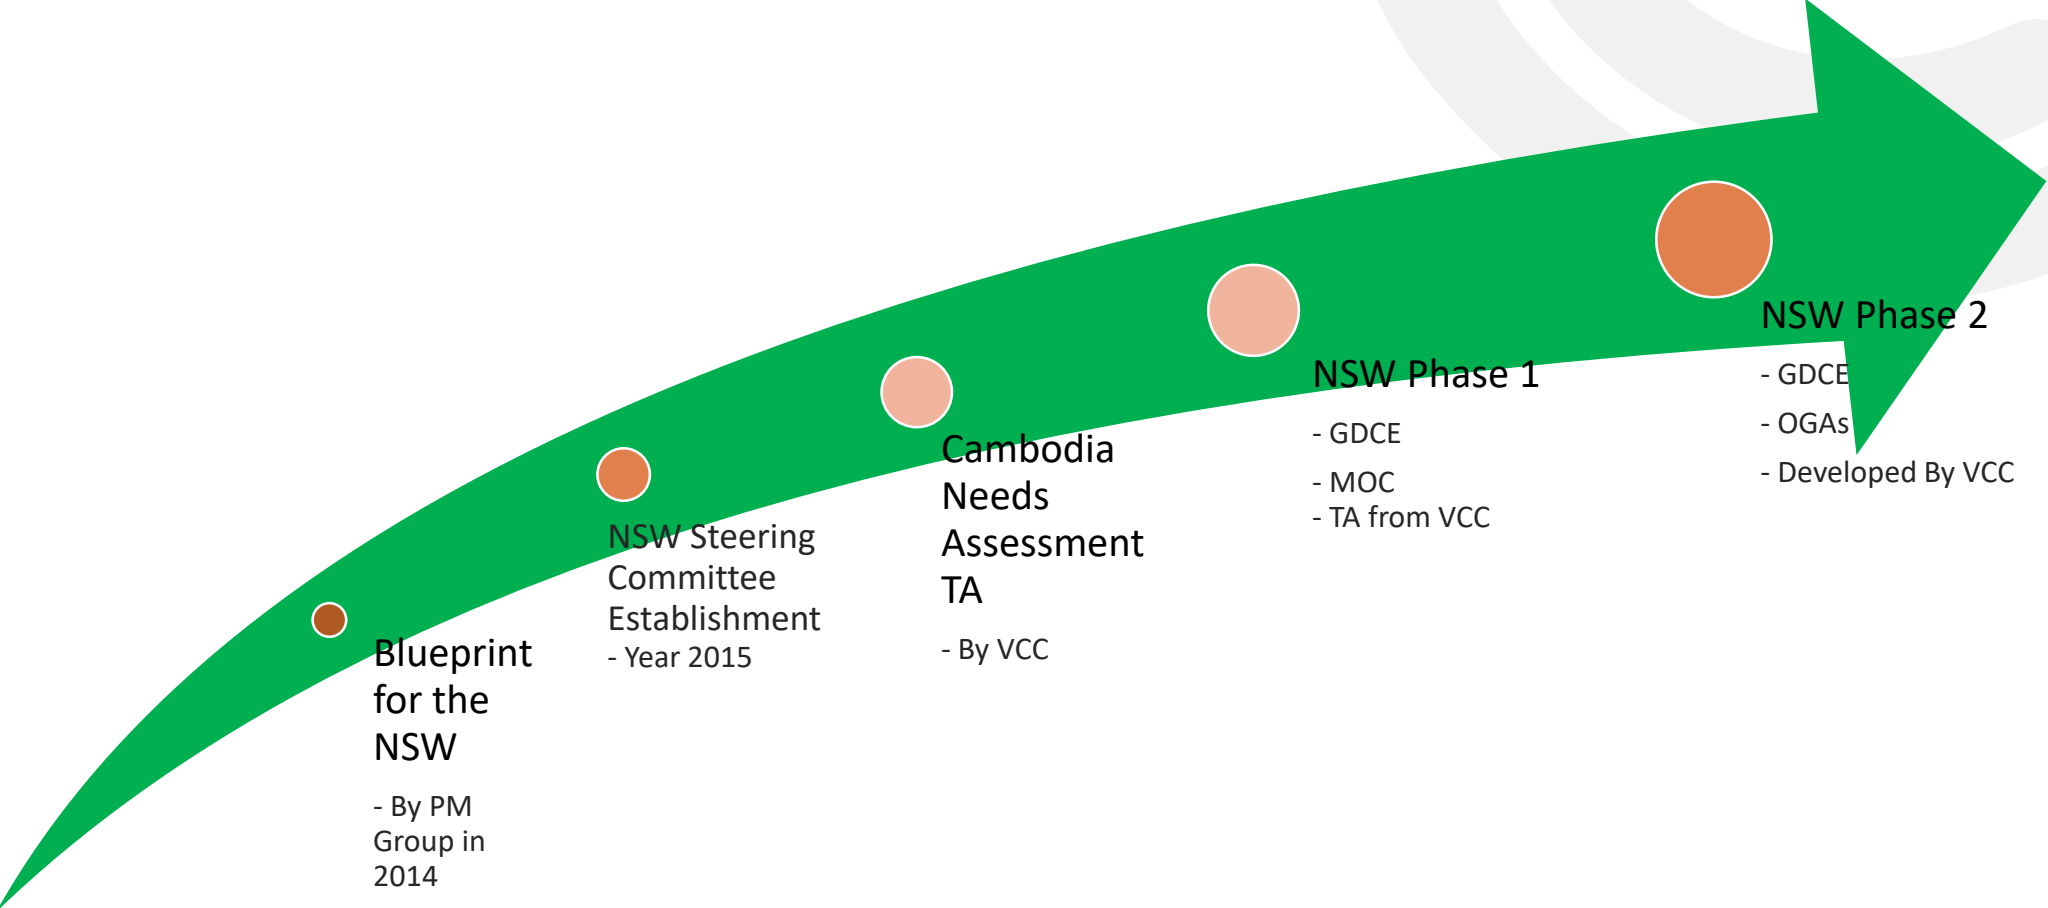 Blueprint
for the
NSW
- By PM
Group in
2014
NSW Steering
Committee
Establishment
- Year 2015
Cambodia
Needs
Assessment
TA
- By VCC
NSW Phase 1
- GDCE
- MOC
- TA from VCC
NSW Phase 2
- GDCE
- OGAs
- Developed By VCC